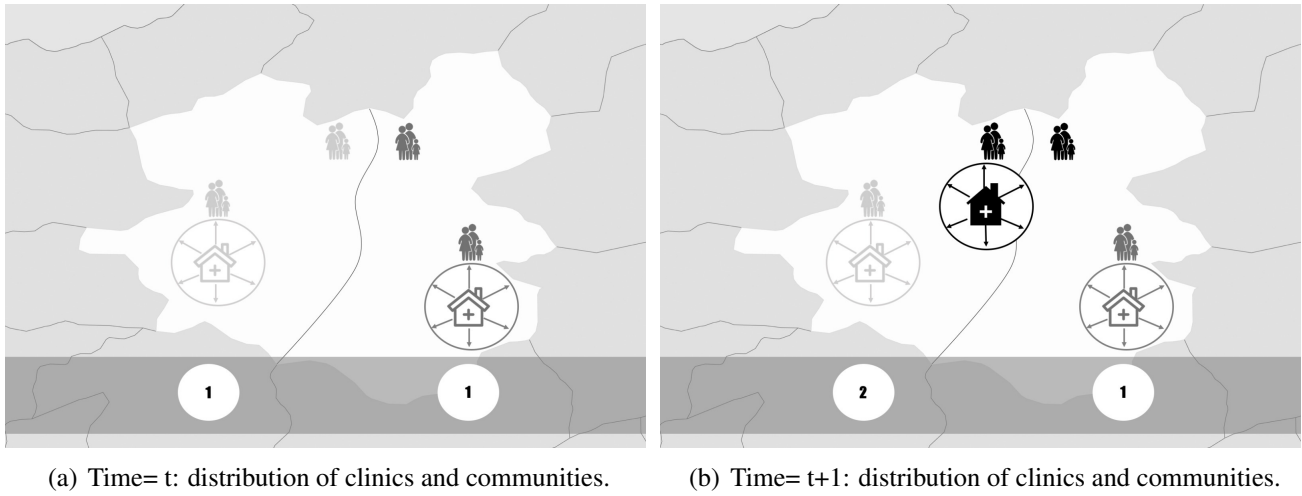 1
1
2
1
(a) Time= t: distribution of clinics and communities.
(b) Time= t+1: distribution of clinics and communities.